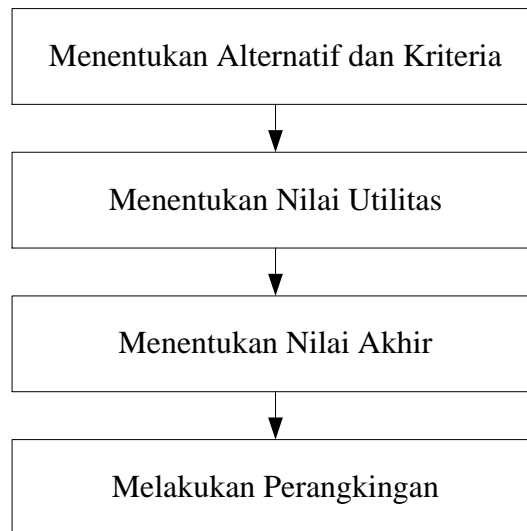 Menentukan Alternatif dan Kriteria
Menentukan Nilai Utilitas
Menentukan Nilai Akhir
Melakukan Perangkingan